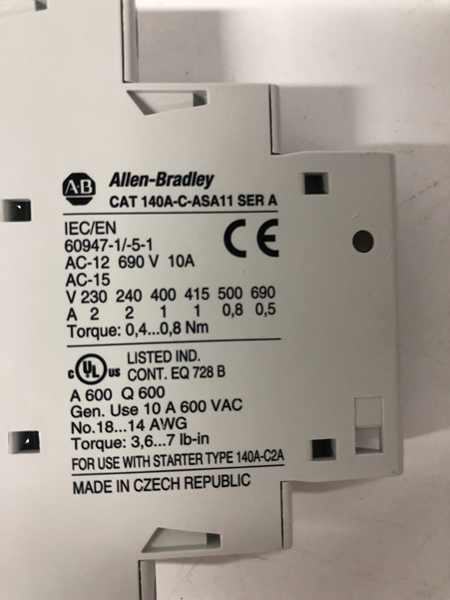 A-B Allen-Bradley
CAT 140A-C-ASA11 SER A
IEC/EN
60947-1/-5-1
CE
AC-12 690 V 10A
AC-15
V 230 240 400 415 500 690
A 2 2 1 1 0,8 0,5
Torque: 0,4...0,8 Nm
c UL us LISTED IND.
CONT. EQ 728 B
A 600 Q 600
Gen. Use 10 A 600 VAC
No.18...14 AWG
Torque: 3,6...7 lb-in
FOR USE WITH STARTER TYPE 140A-C2A
MADE IN CZECH REPUBLIC